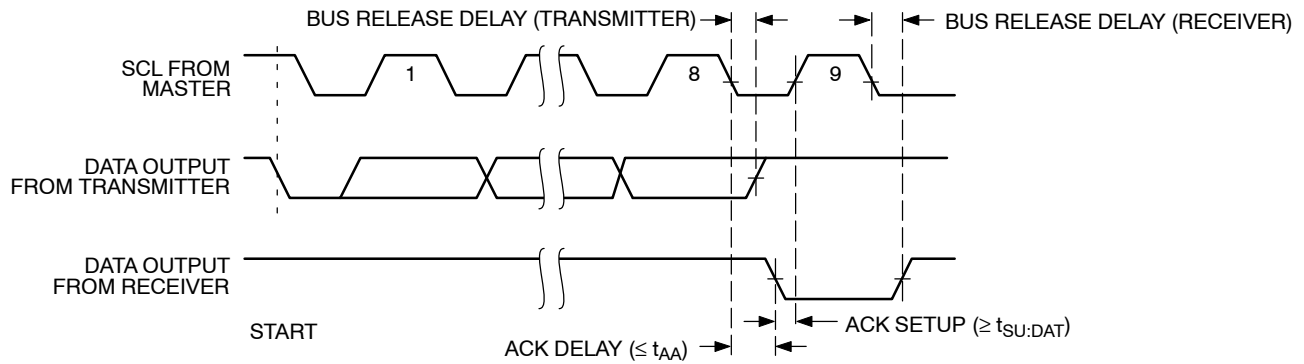 BUS RELEASE DELAY (TRANSMITTER)
BUS RELEASE DELAY (RECEIVER)
SCL FROM
MASTER
1
8
9
DATA OUTPUT
FROM TRANSMITTER
DATA OUTPUT
FROM RECEIVER
START
ACK SETUP (≥ tSU:DAT)
ACK DELAY (≤ tAA)